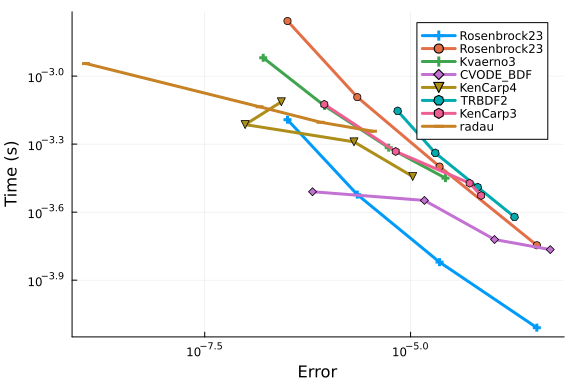 Rosenbrock23
Rosenbrock23
Kvaerno3
CVODE_BDF
KenCarp4
TRBDF2
KenCarp3
radau
10^−3.0
10^−3.3
10^−3.6
10^−3.9
Time (s)
10^−7.5
10^−5.0
Error